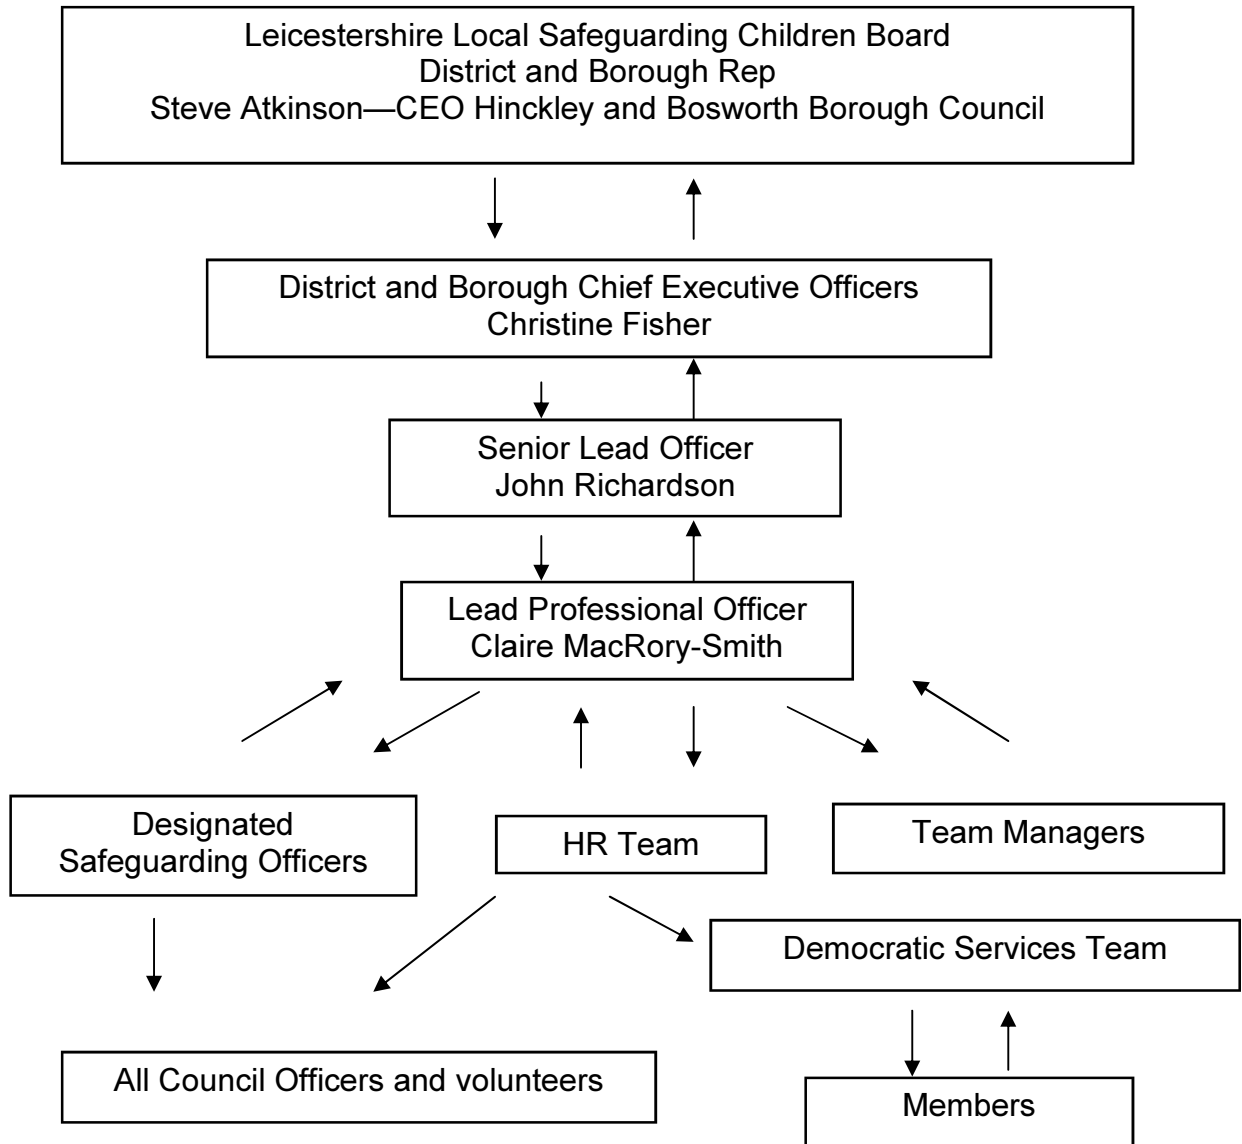 Leicestershire Local Safeguarding Children Board
District and Borough Rep
Steve Atkinson—CEO Hinckley and Bosworth Borough Council
District and Borough Chief Executive Officers
Christine Fisher
Senior Lead Officer
John Richardson
Lead Professional Officer
Claire MacRory-Smith
Designated
Safeguarding Officers
HR Team
Team Managers
Democratic Services Team
All Council Officers and volunteers
Members